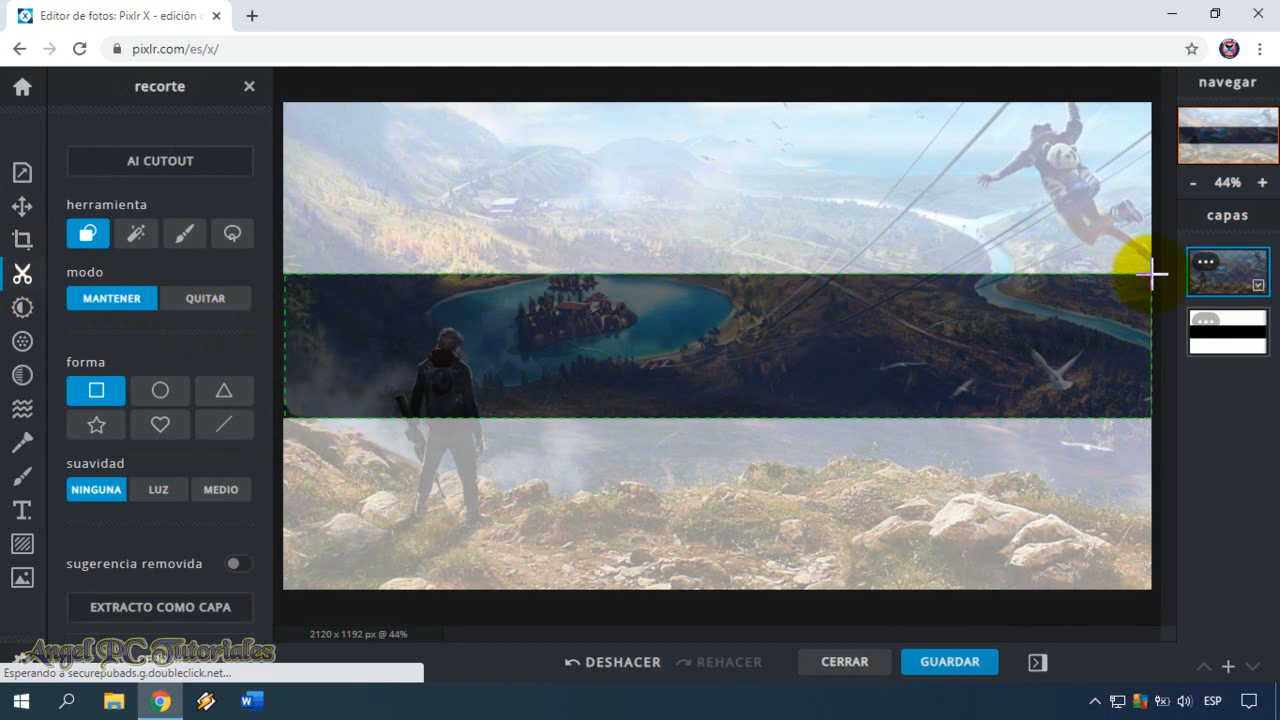 Editor de fotos: Pixlr X - edición
pixlr.com/es/x/
recorte
AI CUTOUT
herramienta
modo
MANTENER
QUITAR
forma
suavidad
NINGUNA
LUZ
MEDIO
sugerencia removida
EXTRACTO COMO CAPA
Angel PC Tutoriales
Esperando a securepubads.g.doubleclick.net...
2120 x 1192 px @ 44%
DESHACER
REHACER
CERRAR
GUARDAR
navegar
- 44% +
capas
ESP